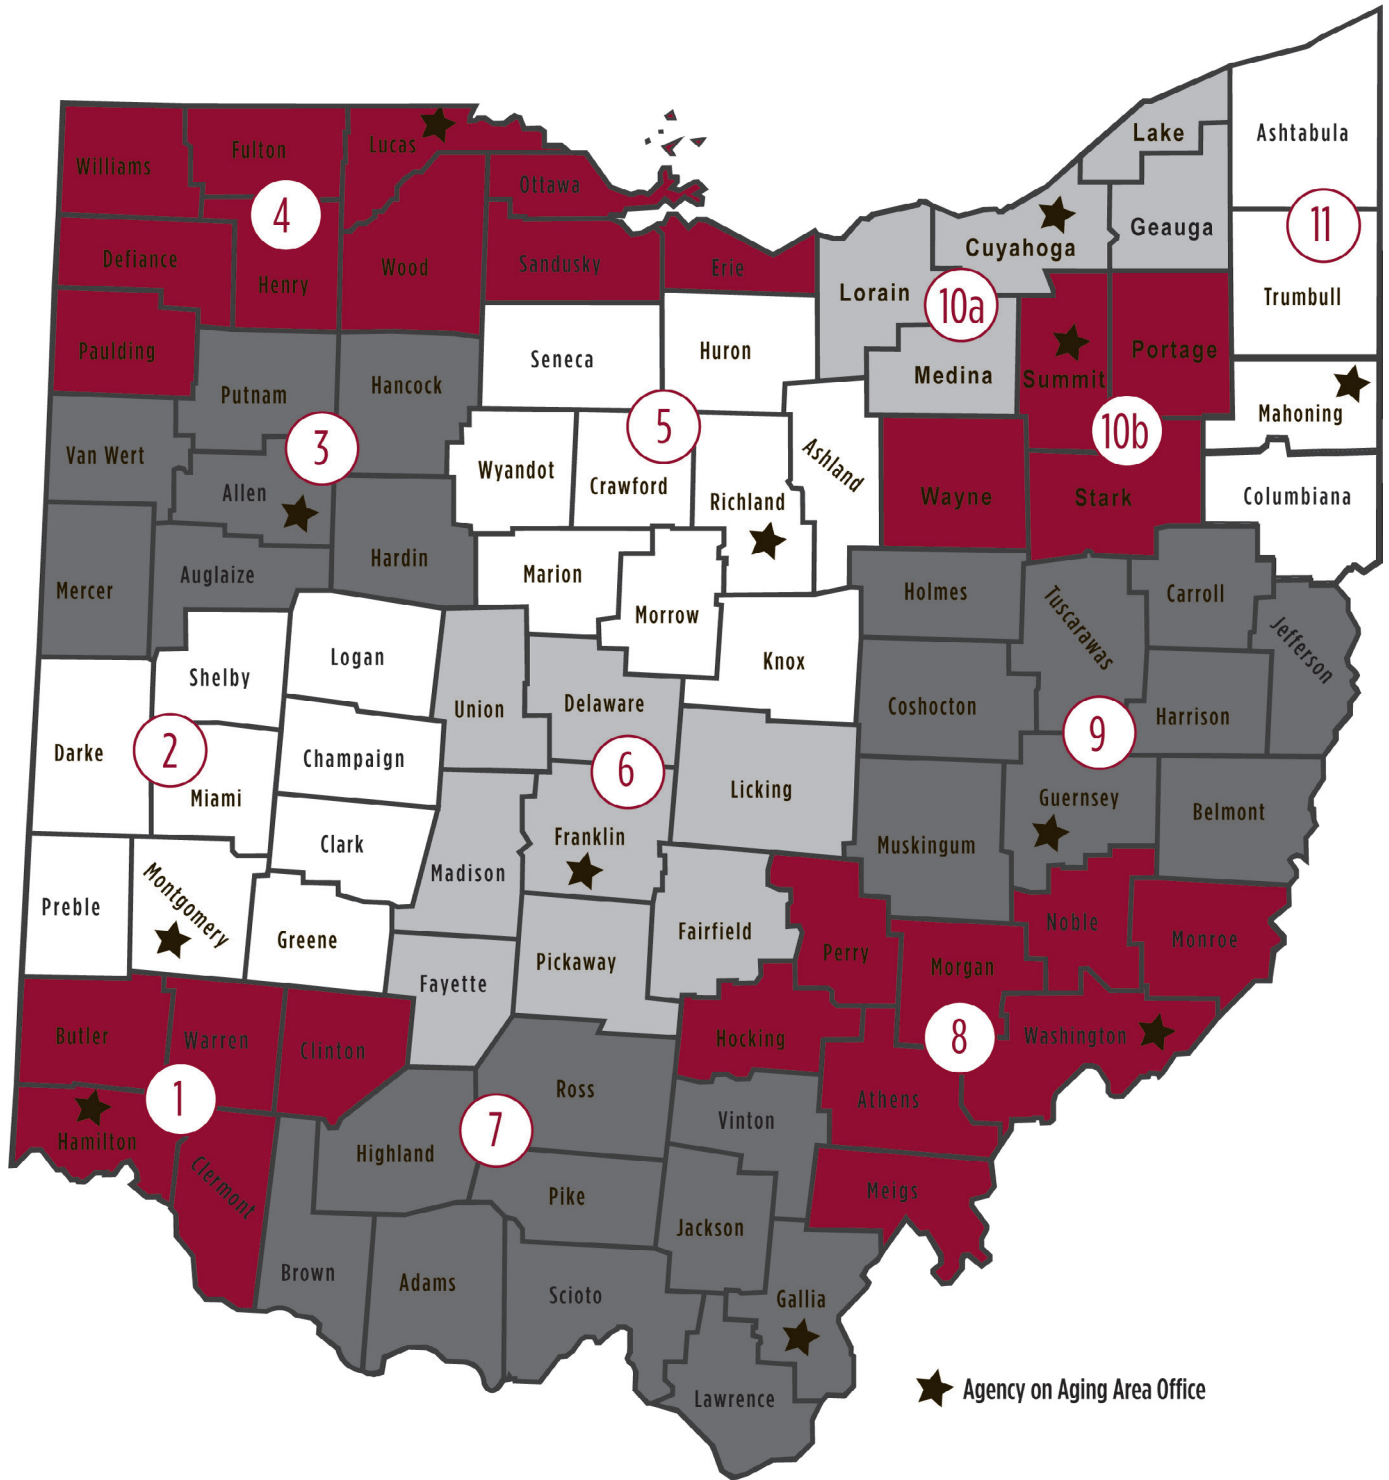 Williams
Fulton
Lucas
Ottawa
4
Defiance
Henry
Wood
Sandusky
Erie
Paulding
Lake
Ashtabula
11
Geauga
Cuyahoga
Lorain
10a
Trumbull
Medina
Summit
Portage
Mahoning
10b
Wayne
Stark
Columbiana
Putnam
Hancock
3
Van Wert
Allen
Mercer
Auglaize
Hardin
Seneca
Huron
5
Wyandot
Crawford
Richland
Ashland
Marion
Morrow
Knox
Holmes
Tuscarawas
Carroll
Jefferson
Coshocton
Harrison
9
Guernsey
Belmont
Muskingum
Shelby
Logan
Darke
2
Miami
Champaign
Clark
Preble
Montgomery
Greene
Union
Delaware
6
Licking
Franklin
Madison
Fairfield
Pickaway
Fayette
Perry
Morgan
Noble
Monroe
Hocking
8
Washington
Athens
Meigs
Butler
Warren
Clinton
1
Hamilton
Clermont
Ross
Highland
7
Vinton
Pike
Jackson
Brown
Adams
Scioto
Gallia
Lawrence
Agency on Aging Area Office